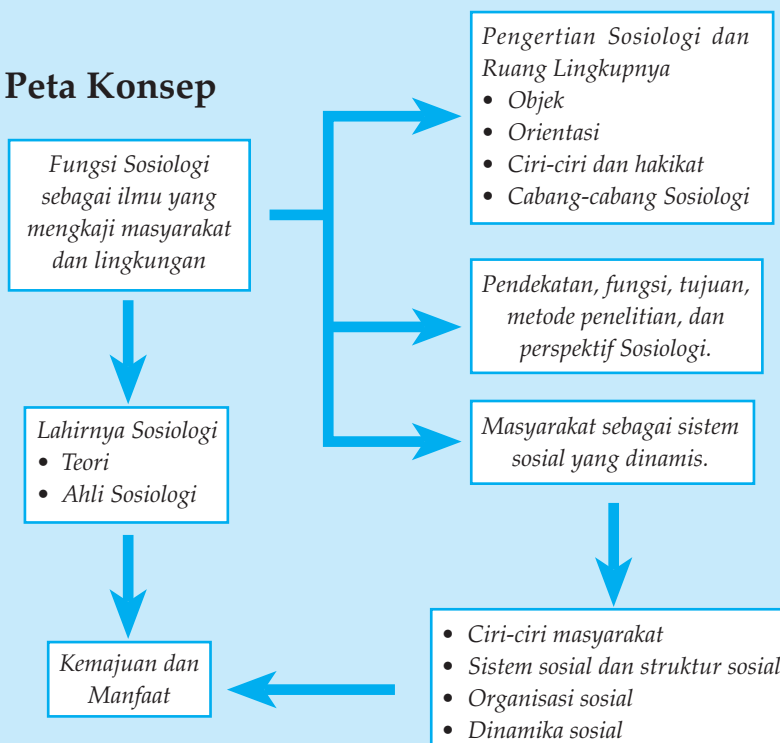 Peta Konsep
Fungsi Sosiologi
sebagai ilmu yang
mengkaji masyarakat
dan lingkungan
Pengertian Sosiologi dan
Ruang Lingkupnya
• Objek
• Orientasi
• Ciri-ciri dan hakikat
• Cabang-cabang Sosiologi
Pendekatan, fungsi, tujuan,
metode penelitian, dan
perspektif Sosiologi.
Lahirnya Sosiologi
• Teori
• Ahli Sosiologi
Masyarakat sebagai sistem
sosial yang dinamis.
Kemajuan dan
Manfaat
• Ciri-ciri masyarakat
• Sistem sosial dan struktur sosial
• Organisasi sosial
• Dinamika sosial